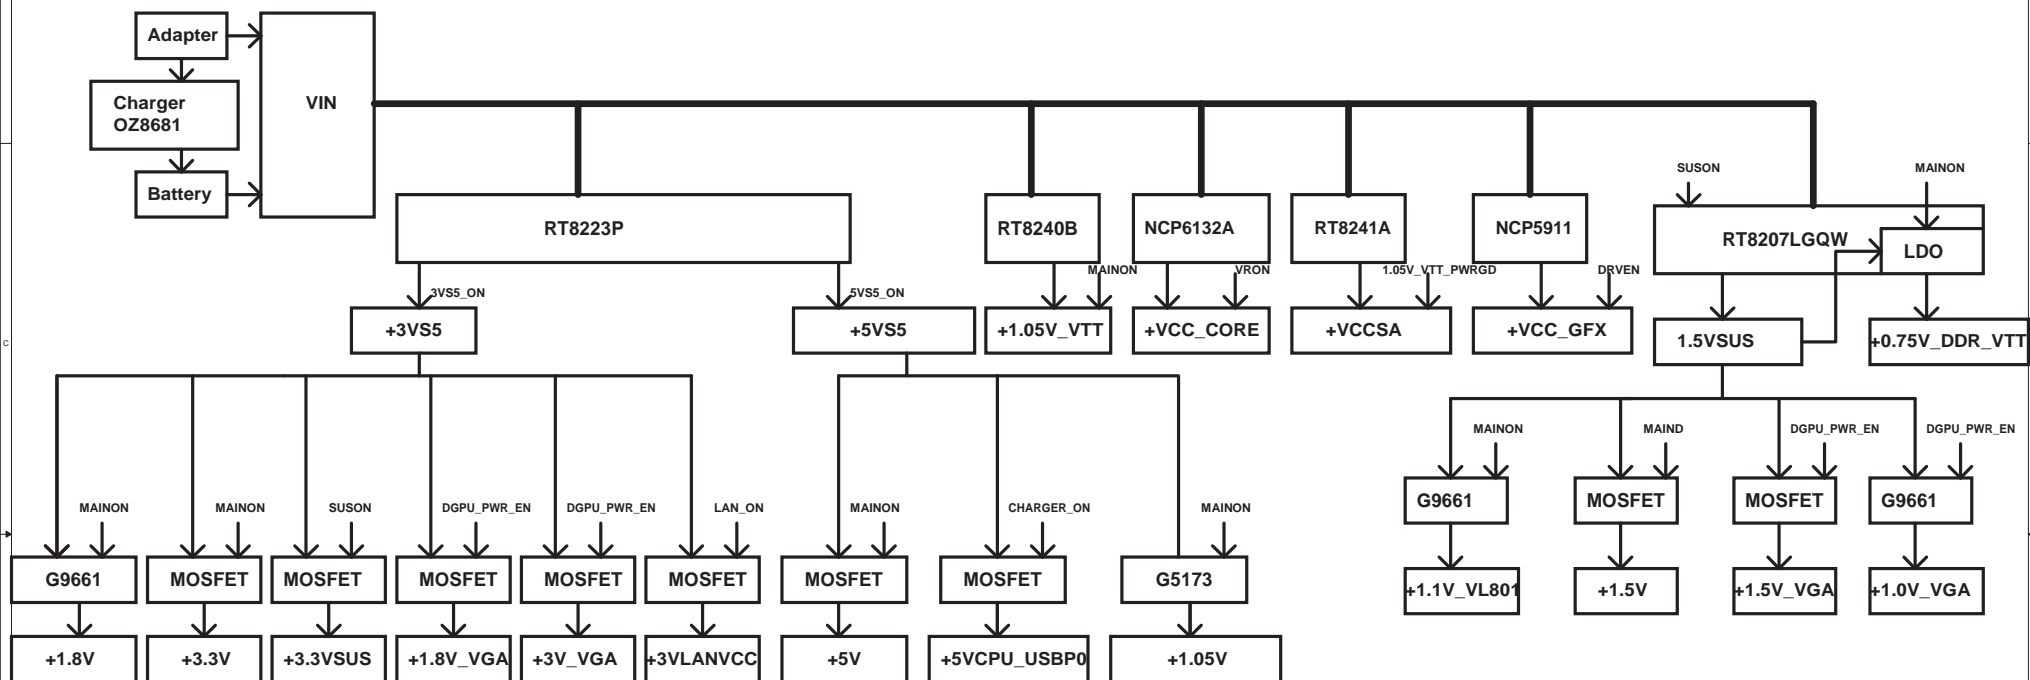 Adapter
Charger
OZ8681
Battery
VIN
SUSON
MAINON
RT8223P
RT8240B
NCP6132A
RT8241A
NCP5911
RT8207LGQW
LDO
3VS5_ON
5VS5_ON
MAINON
VRON
1.05V_VTT_PWRGD
DRVEN
+3VS5
+5VS5
+1.05V_VTT
+VCC_CORE
+VCCSA
+VCC_GFX
1.5VSUS
+0.75V_DDR_VTT
C
MAINON
MAIND
DGPU_PWR_EN
DGPU_PWR_EN
G9661
MOSFET
MOSFET
G9661
+1.1V_VL801
+1.5V
+1.5V_VGA
+1.0V_VGA
MAINON
MAINON
SUSON
DGPU_PWR_EN
DGPU_PWR_EN
LAN_ON
MAINON
CHARGER_ON
MAINON
G9661
MOSFET
MOSFET
MOSFET
MOSFET
MOSFET
MOSFET
MOSFET
G5173
+1.8V
+3.3V
+3.3VSUS
+1.8V_VGA
+3V_VGA
+3VLANVCC
+5V
+5VCPU_USBP0
+1.05V